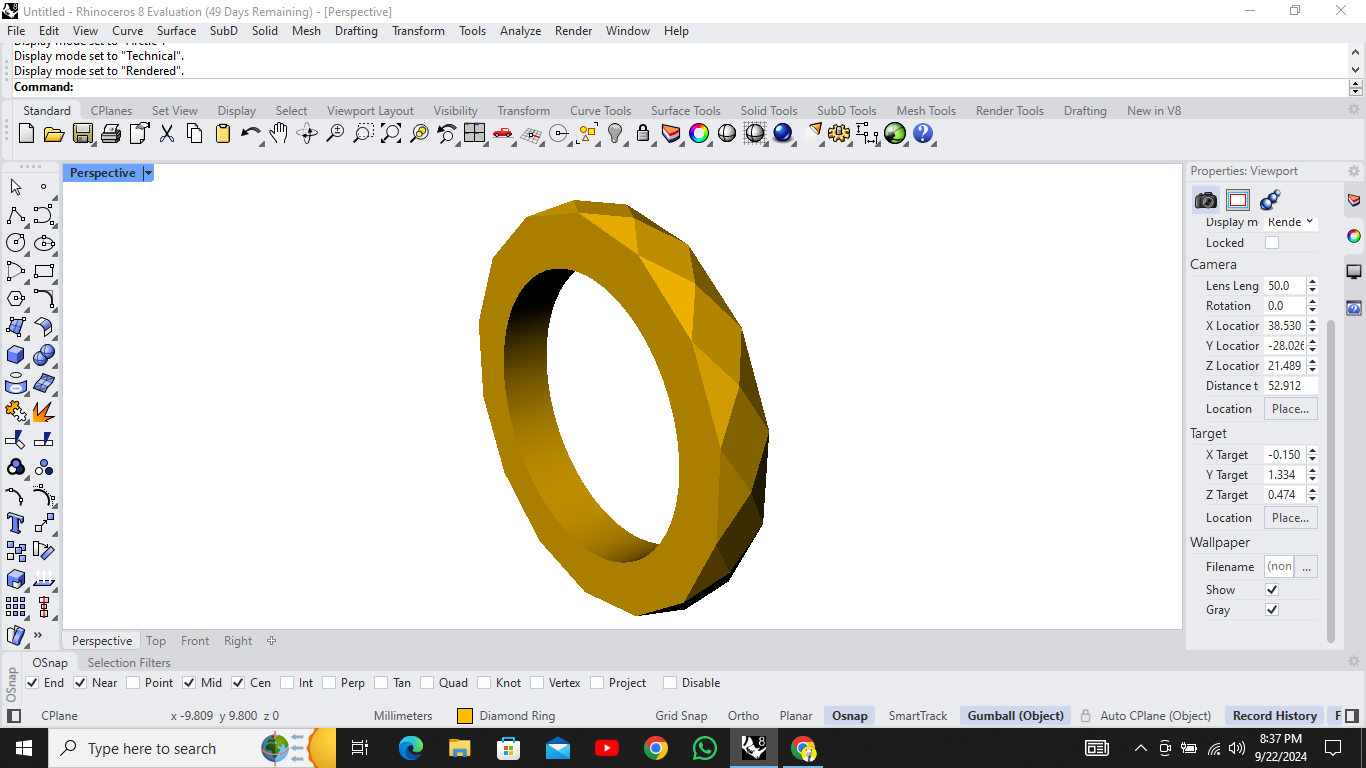 Untitled - Rhinoceros 8 Evaluation (49 Days Remaining) - [Perspective]
File Edit View Curve Surface SubD Solid Mesh Drafting Transform Tools Analyze Render Window Help
Display mode set to "Arctic".
Display mode set to "Technical".
Display mode set to "Rendered".
Command:
Standard CPlanes Set View Display Select Viewport Layout Visibility Transform Curve Tools Surface Tools Solid Tools SubD Tools Mesh Tools Render Tools Drafting New in V8
Perspective
Properties: Viewport
Display m Rende
Locked
Camera
Lens Leng 50.0
Rotation 0.0
X Locatior 38.530
Y Locatior -28.026
Z Locatior 21.489
Distance t 52.912
Location Place...
Target
X Target -0.150
Y Target 1.334
Z Target 0.474
Location Place...
Wallpaper
Filename (non ...
Show
Gray
Perspective Top Front Right
OSnap Selection Filters
OSnap
End Near Point Mid Cen Int Perp Tan Quad Knot Vertex Project Disable
CPlane x -9.809 y 9.800 z 0 Millimeters Diamond Ring Grid Snap Ortho Planar Osnap SmartTrack Gumball (Object) Auto CPlane (Object) Record History F
Type here to search
8
8:37 PM
9/22/2024